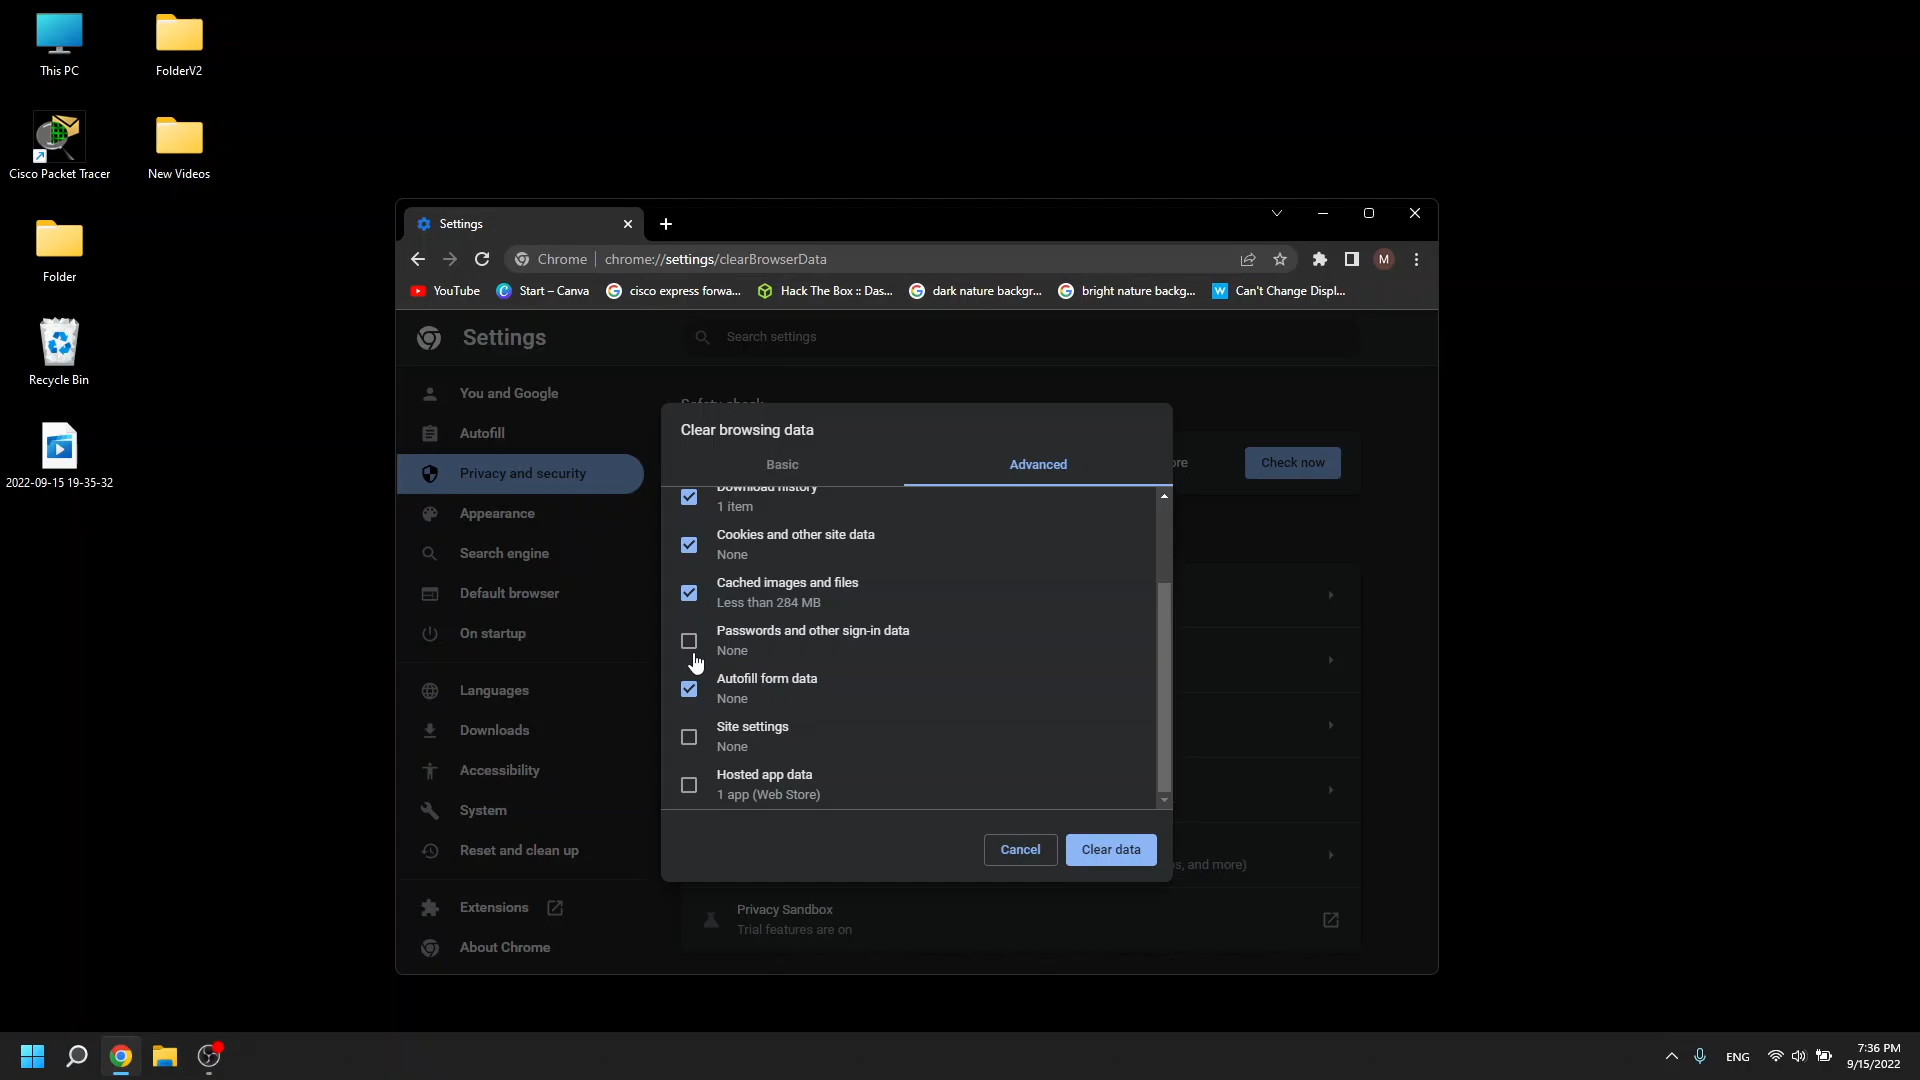 This PC
FolderV2
Cisco Packet Tracer
New Videos
Folder
Recycle Bin
2022-09-15 19-35-32
Settings
Chrome
chrome://settings/clearBrowserData
M
YouTube
Start – Canva
cisco express forwa...
Hack The Box :: Das...
dark nature backgr...
bright nature backg...
Can't Change Displ...
Settings
Search settings
You and Google
Autofill
Privacy and security
Appearance
Search engine
Default browser
On startup
Languages
Downloads
Accessibility
System
Reset and clean up
Extensions
About Chrome
Safety check
Check now
Clear browsing data
Basic
Advanced
Download history
1 item
Cookies and other site data
None
Cached images and files
Less than 284 MB
Passwords and other sign-in data
None
Autofill form data
None
Site settings
None
Hosted app data
1 app (Web Store)
Cancel
Clear data
and more)
Privacy Sandbox
Trial features are on
ENG
7:36 PM
9/15/2022